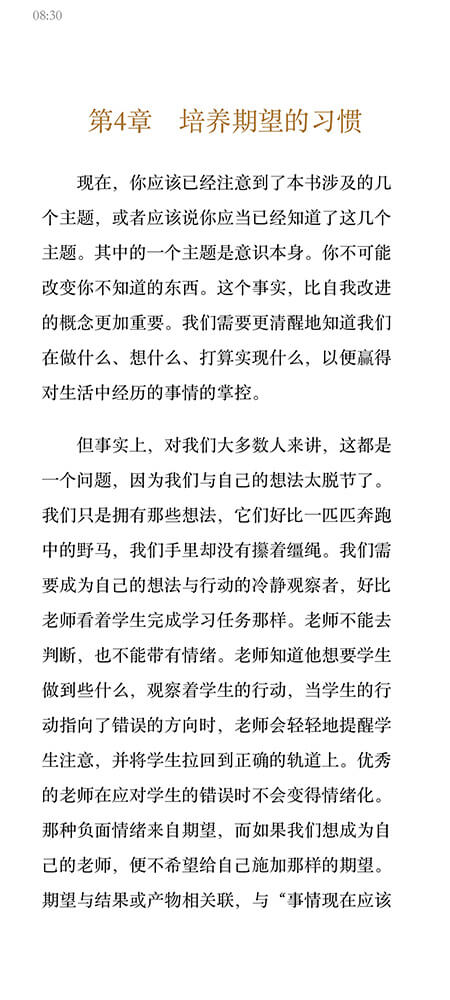 08:30
第4章 培养期望的习惯
现在，你应该已经注意到了本书涉及的几
个主题，或者应该说你应当已经知道了这几个
主题。其中的一个主题是意识本身。你不可能
改变你不知道的东西。这个事实，比自我改进
的概念更加重要。我们需要更清醒地知道我们
在做什么、想什么、打算实现什么，以便赢得
对生活中经历的事情的掌控。
但事实上，对我们大多数人来讲，这都是
一个问题，因为我们与自己的想法太脱节了。
我们只是拥有那些想法，它们好比一匹匹奔跑
中的野马，我们手里却没有攥着缰绳。我们需
要成为自己的想法与行动的冷静观察者，好比
老师看着学生完成学习任务那样。老师不能去
判断，也不能带有情绪。老师知道他想要学生
做到些什么，观察着学生的行动，当学生的行
动指向了错误的方向时，老师会轻轻地提醒学
生注意，并将学生拉回到正确的轨道上。优秀
的老师在应对学生的错误时不会变得情绪化。
那种负面情绪来自期望，而如果我们想成为自
己的老师，便不希望给自己施加那样的期望。
期望与结果或产物相关联，与“事情现在应该